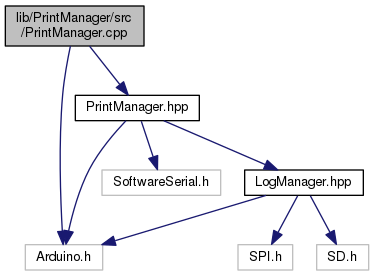 lib/PrintManager/src
/PrintManager.cpp
PrintManager.hpp
SoftwareSerial.h
LogManager.hpp
Arduino.h
SPI.h
SD.h